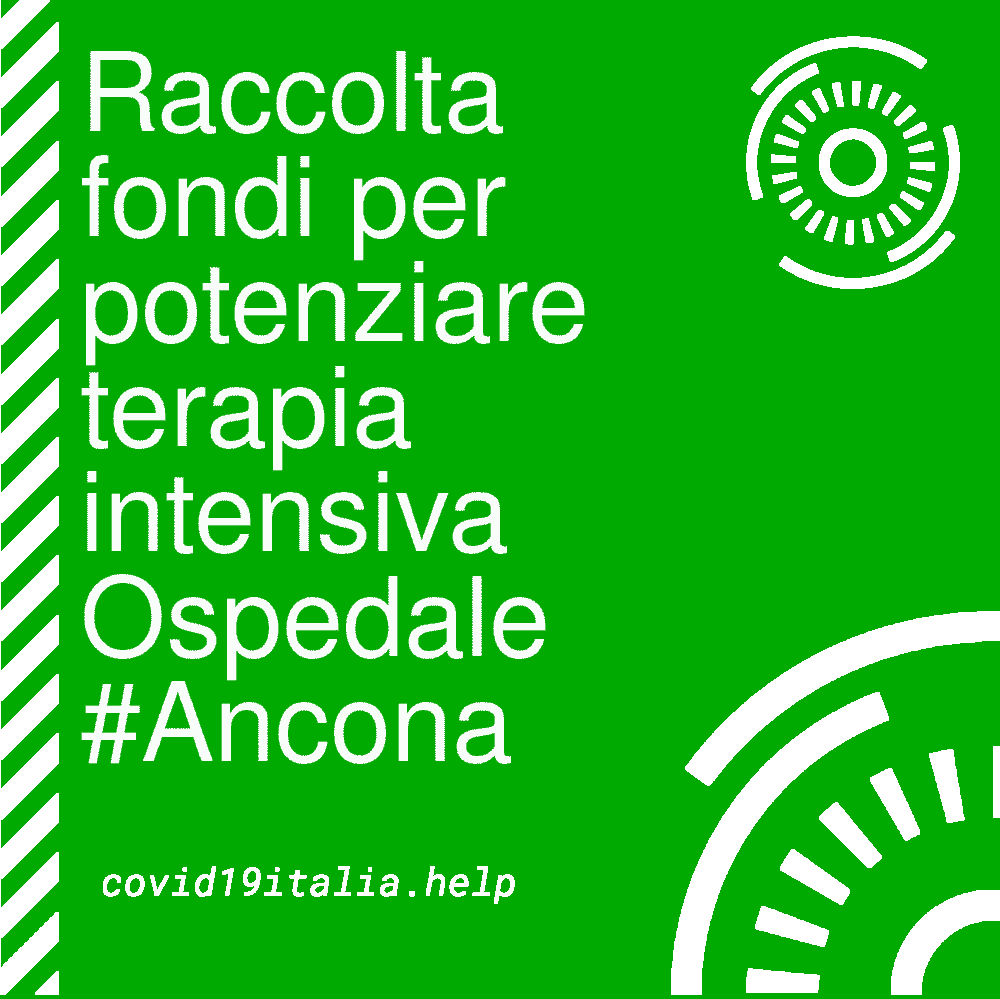 Raccolta
fondi per
potenziare
terapia
intensiva
Ospedale
#Ancona
covid19italia.help